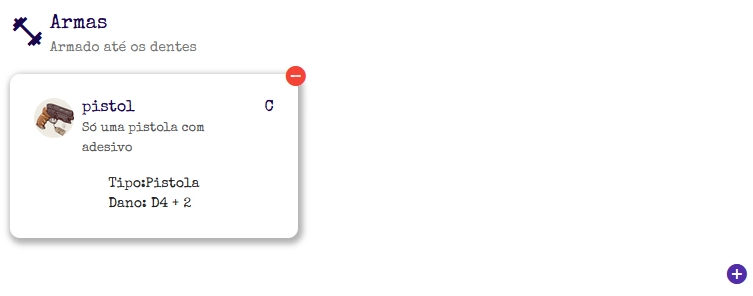 Armas
Armado até os dentes
pistol C
Só uma pistola com
adesivo
Tipo:Pistola
Dano: D4 + 2